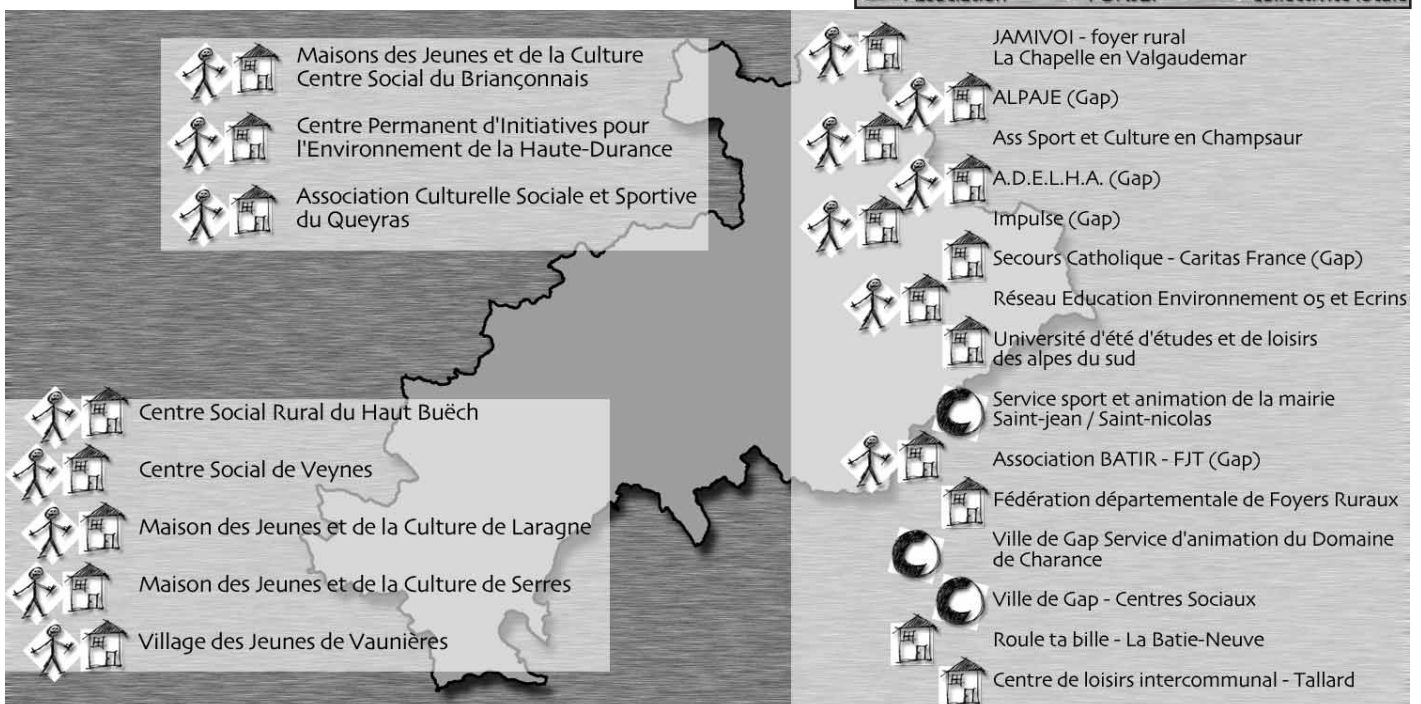 Maisons des Jeunes et de la Culture
Centre Social du Briançonnais
Centre Permanent d'Initiatives pour
l'Environnement de la Haute-Durance
Association Culturelle Sociale et Sportive
du Queyras
Centre Social Rural du Haut Buëch
Centre Social de Veynes
Maison des Jeunes et de la Culture de Laragne
Maison des Jeunes et de la Culture de Serres
Village des Jeunes de Vaunières
JAMIVOI - foyer rural
La Chapelle en Valgaudemar
ALPAJE (Gap)
Ass Sport et Culture en Champsaur
A.D.E.L.H.A. (Gap)
Impulse (Gap)
Secours Catholique - Caritas France (Gap)
Réseau Education Environnement 05 et Ecrins
Université d'été d'études et de loisirs
des alpes du sud
Service sport et animation de la mairie
Saint-jean / Saint-nicolas
Association BATIR - FJT (Gap)
Fédération départementale de Foyers Ruraux
Ville de Gap Service d'animation du Domaine
de Charance
Ville de Gap - Centres Sociaux
Roule ta bille - La Batie-Neuve
Centre de loisirs intercommunal - Tallard